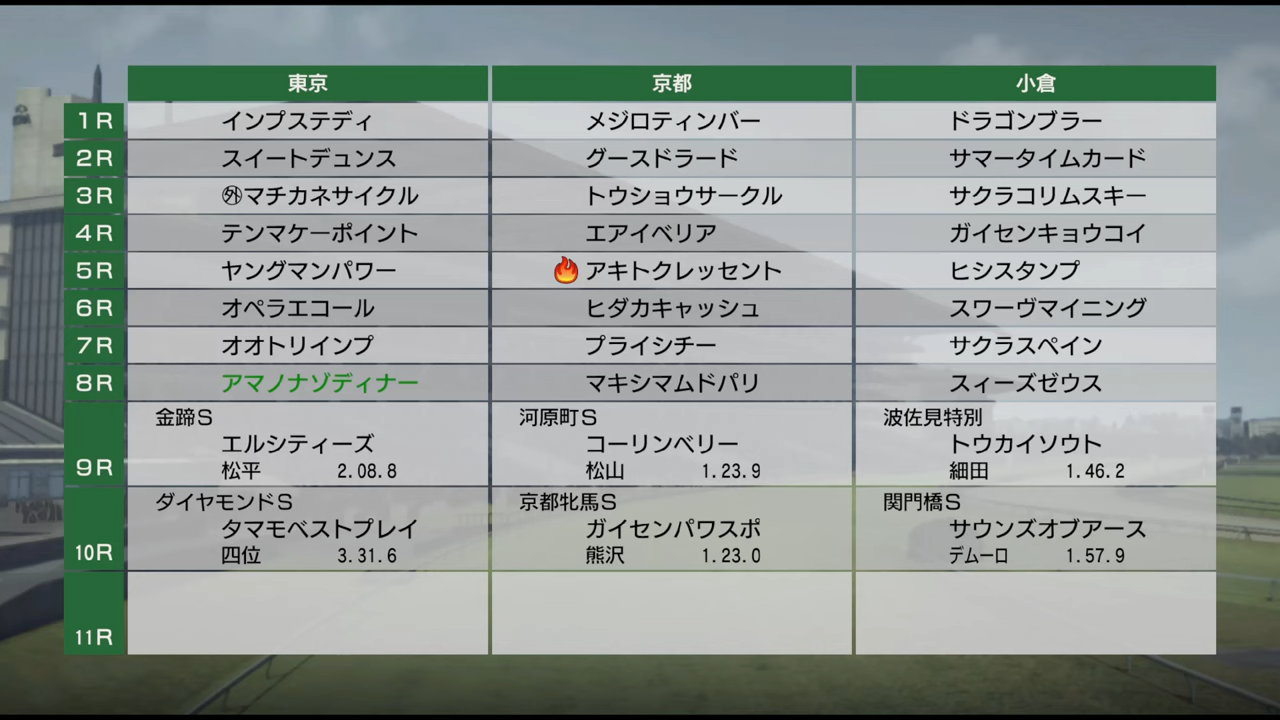 東京 京都 小倉
1R インプステディ メジロティンバー ドラゴンブラー
2R スイートデュンス グースドラード サマータイムカード
3R ㊕マチカネサイクル トウショウサークル サクラコリムスキー
4R テンマケーポイント エアイベリア ガイセンキョウコイ
5R ヤングマンパワー アキトクレッセント ヒシスタンプ
6R オペラエコール ヒダカキャッシュ スワーヴマイニング
7R オオトリインプ プライシチー サクラスペイン
8R アマノナゾディナー マキシマムドパリ スィーズゼウス
金蹄S 河原町S 波佐見特別
エルシティーズ コーリンベリー トウカイソウト
9R 松平 2.08.8 松山 1.23.9 細田 1.46.2
ダイヤモンドS 京都牝馬S 関門橋S
タマモベストプレイ ガイセンパワスポ サウンズオブアース
10R 四位 3.31.6 熊沢 1.23.0 デムーロ 1.57.9
11R